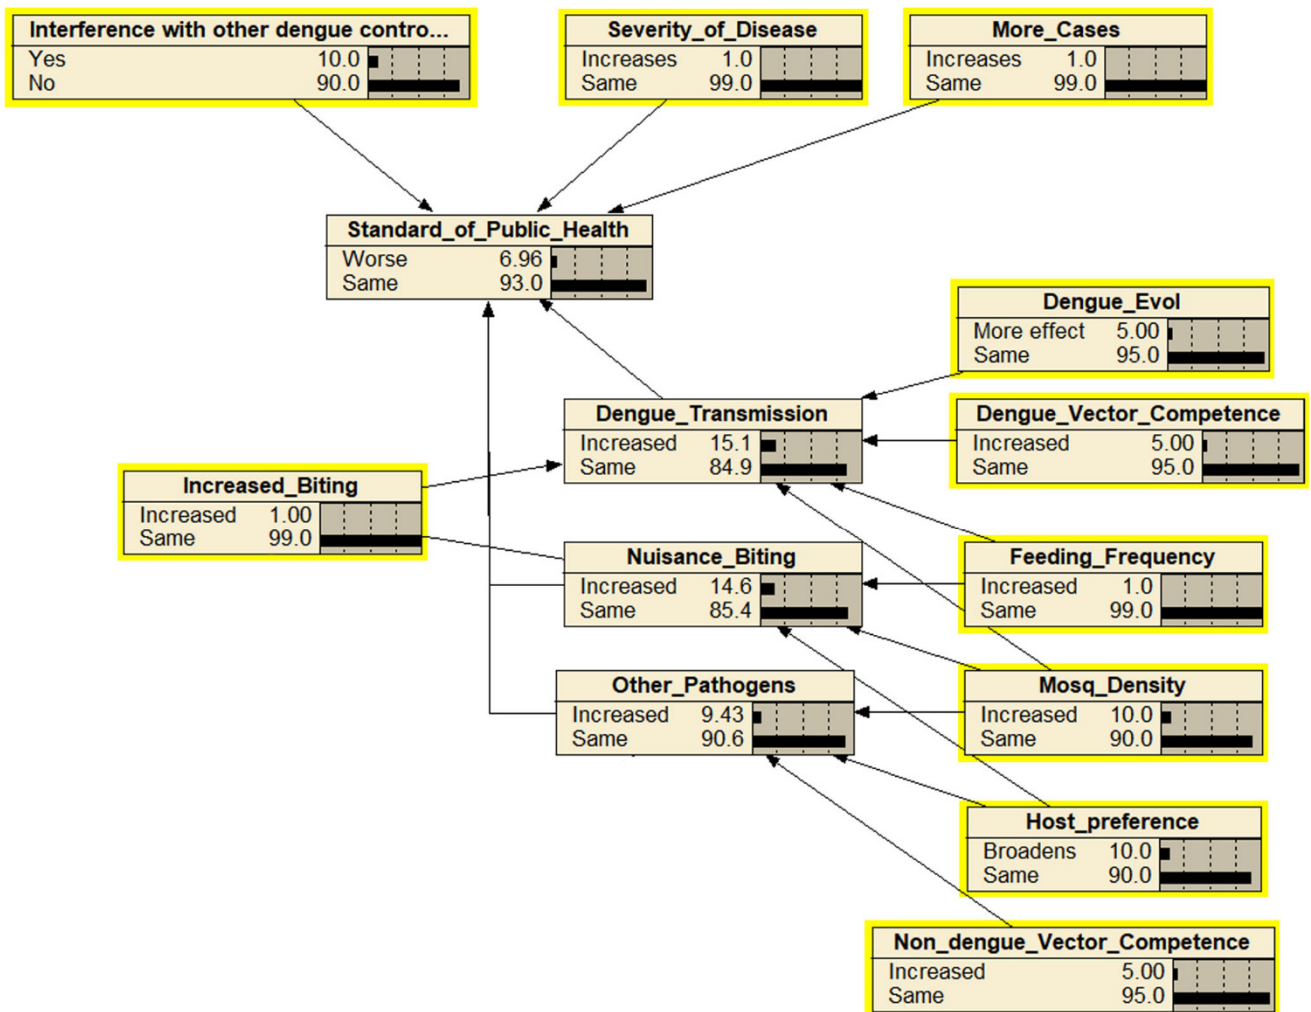 Interference with other dengue contro...
Yes 10.0
No 90.0
Severity_of_Disease
Increases 1.0
Same 99.0
More_Cases
Increases 1.0
Same 99.0
Standard_of_Public_Health
Worse 6.96
Same 93.0
Dengue_Evol
More effect 5.00
Same 95.0
Dengue_Transmission
Increased 15.1
Same 84.9
Dengue_Vector_Competence
Increased 5.00
Same 95.0
Increased_Biting
Increased 1.00
Same 99.0
Nuisance_Biting
Increased 14.6
Same 85.4
Feeding_Frequency
Increased 1.0
Same 99.0
Other_Pathogens
Increased 9.43
Same 90.6
Mosq_Density
Increased 10.0
Same 90.0
Host_preference
Broadens 10.0
Same 90.0
Non_dengue_Vector_Competence
Increased 5.00
Same 95.0